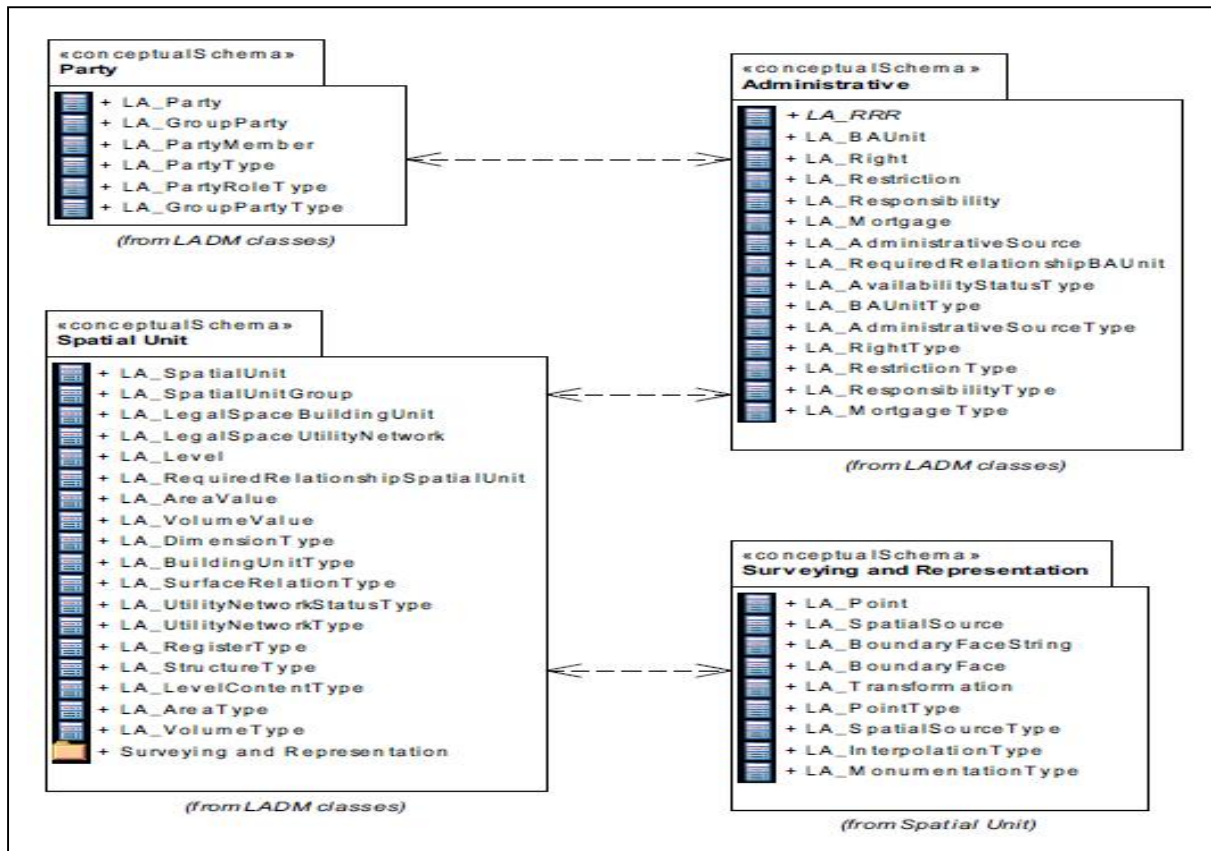 «conceptualSchema»
Party
+ LA_Party
+ LA_GroupParty
+ LA_PartyMember
+ LA_PartyType
+ LA_PartyRoleType
+ LA_GroupPartyType
(from LADM classes)
«conceptualSchema»
Administrative
+ LA_RRR
+ LA_BAUnit
+ LA_Right
+ LA_Restriction
+ LA_Responsibility
+ LA_Mortgage
+ LA_AdministrativeSource
+ LA_RequiredRelationshipBAUnit
+ LA_AvailabilityStatusType
+ LA_BAUnitType
+ LA_AdministrativeSourceType
+ LA_RightType
+ LA_RestrictionType
+ LA_ResponsibilityType
+ LA_MortgageType
(from LADM classes)
«conceptualSchema»
Spatial Unit
+ LA_SpatialUnit
+ LA_SpatialUnitGroup
+ LA_LegalSpaceBuildingUnit
+ LA_LegalSpaceUtilityNetwork
+ LA_Level
+ LA_RequiredRelationshipSpatialUnit
+ LA_AreaValue
+ LA_VolumeValue
+ LA_DimensionType
+ LA_BuildingUnitType
+ LA_SurfaceRelationType
+ LA_UtilityNetworkStatusType
+ LA_UtilityNetworkType
+ LA_RegisterType
+ LA_StructureType
+ LA_LevelContentType
+ LA_AreaType
+ LA_VolumeType
+ Surveying and Representation
(from LADM classes)
«conceptualSchema»
Surveying and Representation
+ LA_Point
+ LA_SpatialSource
+ LA_BoundaryFaceString
+ LA_BoundaryFace
+ LA_Transformation
+ LA_PointType
+ LA_SpatialSourceType
+ LA_InterpolationType
+ LA_MonumentationType
(from Spatial Unit)